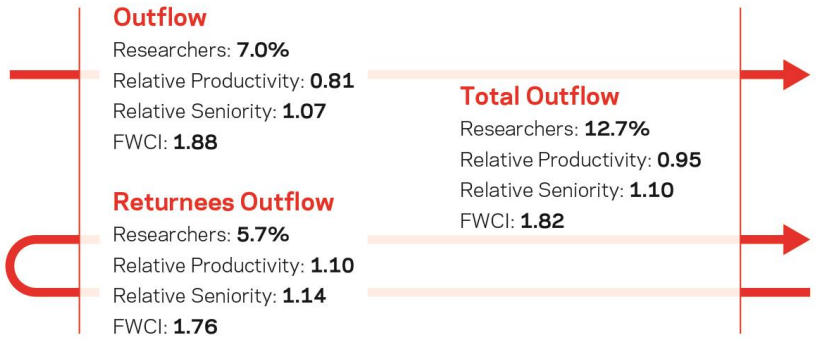 Outflow
Researchers: 7.0%
Relative Productivity: 0.81
Relative Seniority: 1.07
FWCI: 1.88
Returnees Outflow
Researchers: 5.7%
Relative Productivity: 1.10
Relative Seniority: 1.14
FWCI: 1.76
Total Outflow
Researchers: 12.7%
Relative Productivity: 0.95
Relative Seniority: 1.10
FWCI: 1.82